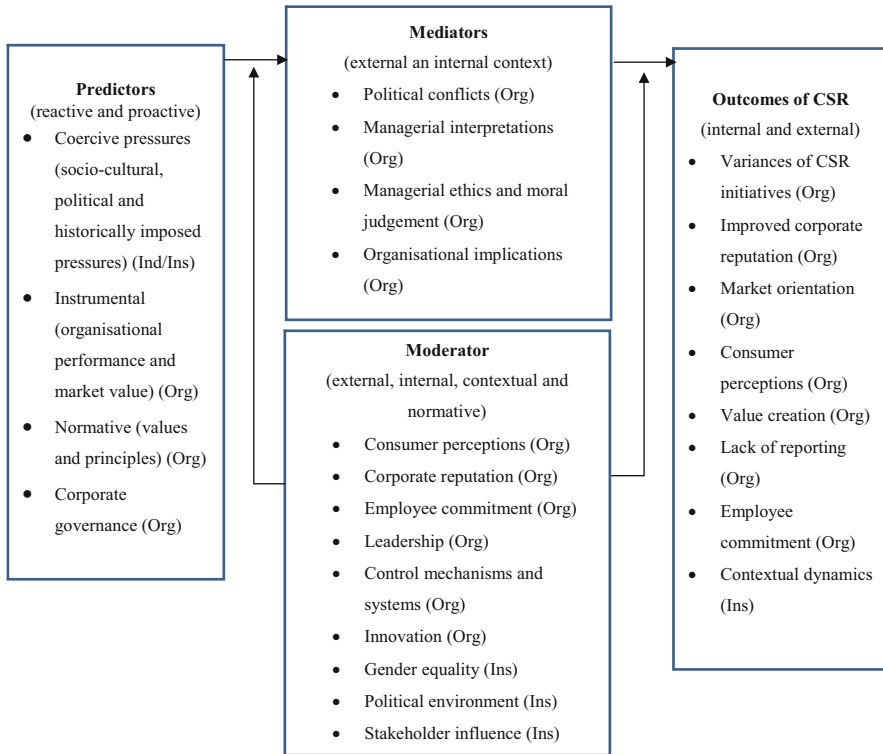 Predictors
(reactive and proactive)
● Coercive pressures
(socio-cultural,
political and
historically imposed
pressures) (Ind/Ins)
● Instrumental
(organisational
performance and
market value) (Org)
● Normative (values
and principles) (Org)
● Corporate
governance (Org)
Mediators
(external an internal context)
● Political conflicts (Org)
● Managerial interpretations
(Org)
● Managerial ethics and moral
judgement (Org)
● Organisational implications
(Org)
Moderator
(external, internal, contextual and
normative)
● Consumer perceptions (Org)
● Corporate reputation (Org)
● Employee commitment (Org)
● Leadership (Org)
● Control mechanisms and
systems (Org)
● Innovation (Org)
● Gender equality (Ins)
● Political environment (Ins)
● Stakeholder influence (Ins)
Outcomes of CSR
(internal and external)
● Variances of CSR
initiatives (Org)
● Improved corporate
reputation (Org)
● Market orientation
(Org)
● Consumer
perceptions (Org)
● Value creation (Org)
● Lack of reporting
(Org)
● Employee
commitment (Org)
● Contextual dynamics
(Ins)